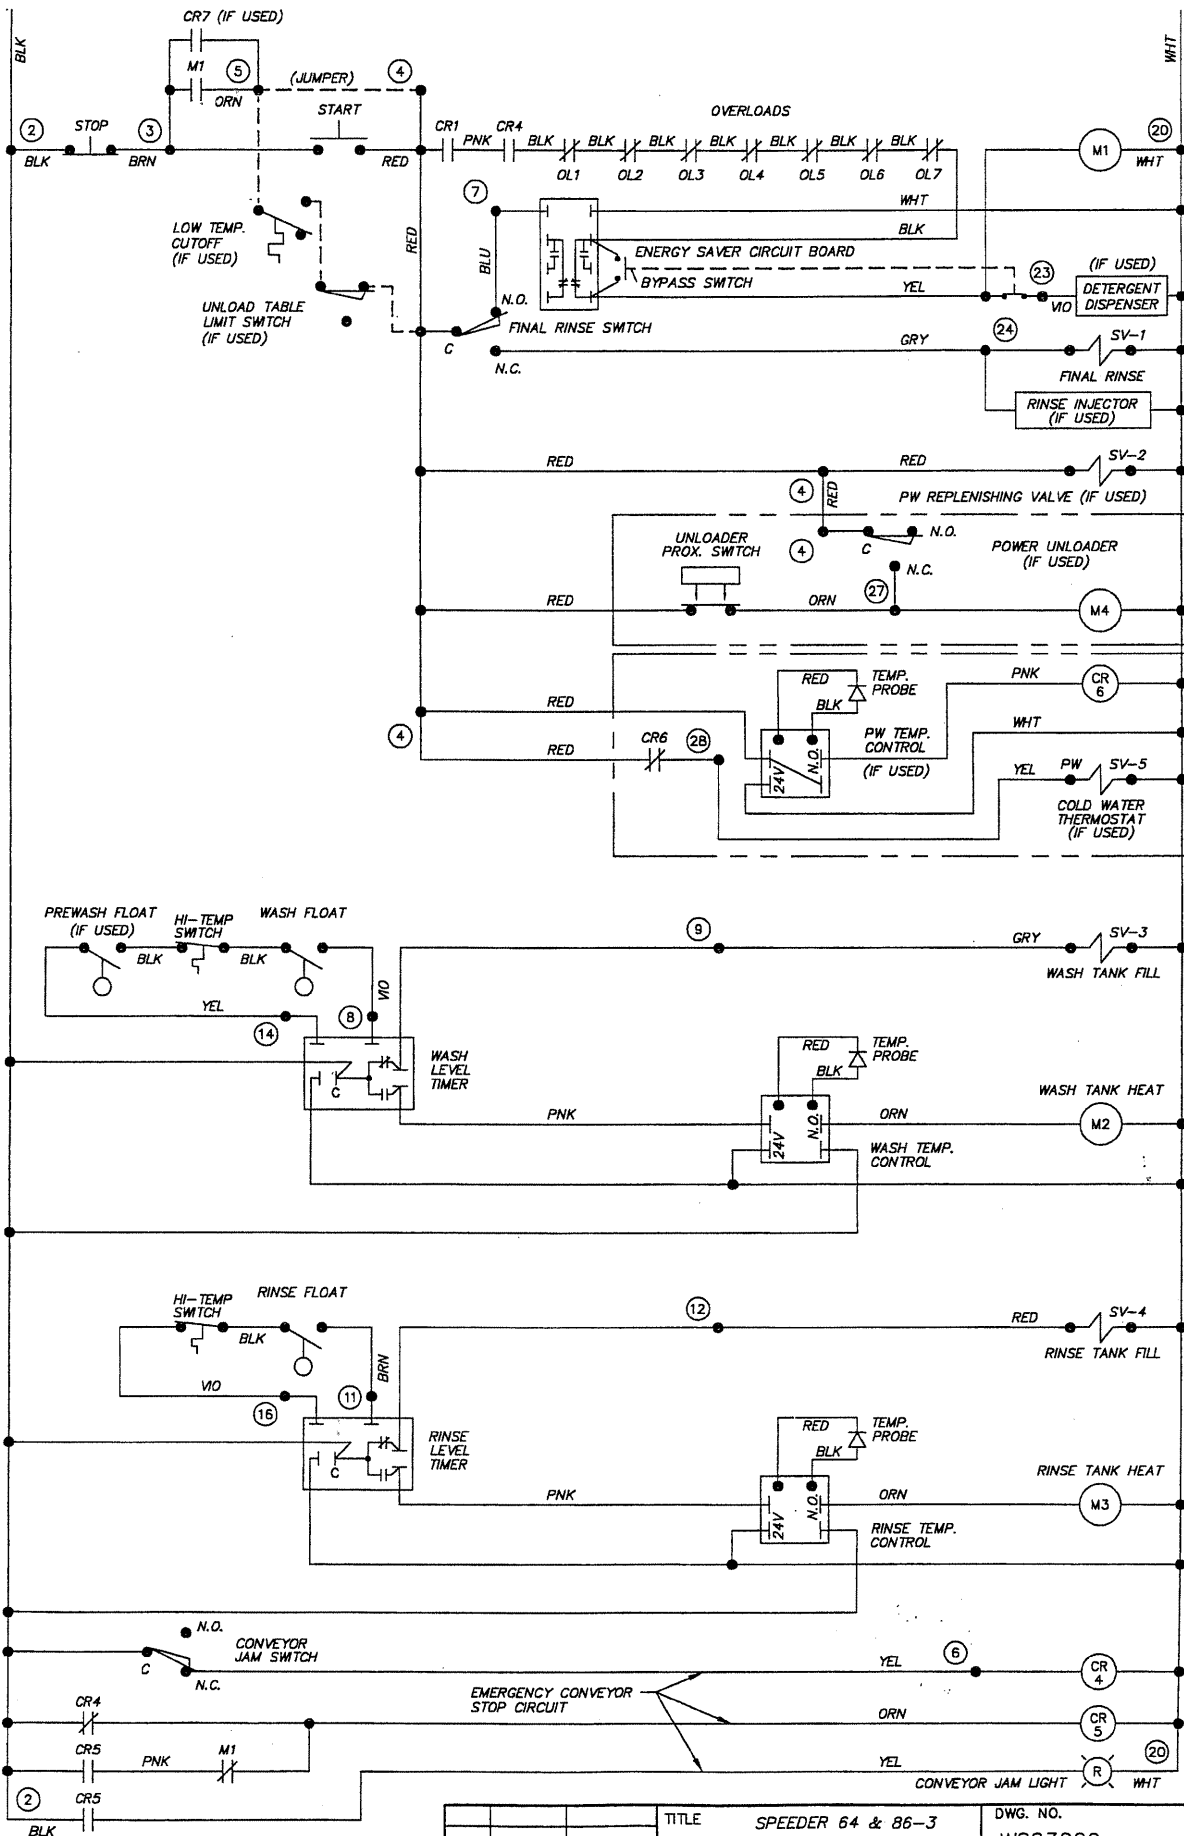 CR7 (IF USED)
BLK
WHT
M1
5
(JUMPER)
4
ORN
START
OVERLOADS
2
STOP
3
CR1
PNK
CR4
BLK
BLK
BLK
BLK
BLK
BLK
BLK
20
BLK
BRN
RED
OL1
OL2
OL3
OL4
OL5
OL6
OL7
M1
WHT
7
WHT
LOW TEMP.
CUTOFF
(IF USED)
RED
BLU
BLK
ENERGY SAVER CIRCUIT BOARD
BYPASS SWITCH
23
(IF USED)
YEL
VIO
DETERGENT
DISPENSER
UNLOAD TABLE
LIMIT SWITCH
(IF USED)
N.O.
FINAL RINSE SWITCH
C
N.C.
GRY
24
SV-1
FINAL RINSE
RINSE INJECTOR
(IF USED)
RED
RED
SV-2
4
RED
PW REPLENISHING VALVE (IF USED)
UNLOADER
PROX. SWITCH
4
C
N.O.
POWER UNLOADER
(IF USED)
N.C.
RED
ORN
27
M4
RED
TEMP.
PROBE
PNK
CR
6
RED
BLK
4
CR6
28
PW TEMP.
CONTROL
(IF USED)
WHT
RED
24V
N.O.
YEL
PW
SV-5
COLD WATER
THERMOSTAT
(IF USED)
PREWASH FLOAT
(IF USED)
HI-TEMP
SWITCH
WASH FLOAT
9
BLK
BLK
GRY
SV-3
WASH TANK FILL
YEL
VIO
14
8
WASH
LEVEL
TIMER
C
RED
TEMP.
PROBE
BLK
WASH TANK HEAT
PNK
24V
N.O.
ORN
M2
WASH TEMP.
CONTROL
HI-TEMP
SWITCH
RINSE FLOAT
12
BLK
RED
SV-4
RINSE TANK FILL
VIO
BRN
16
11
RINSE
LEVEL
TIMER
C
RED
TEMP.
PROBE
BLK
RINSE TANK HEAT
PNK
24V
N.O.
ORN
M3
RINSE TEMP.
CONTROL
N.O.
CONVEYOR
JAM SWITCH
C
N.C.
YEL
6
CR
4
EMERGENCY CONVEYOR
STOP CIRCUIT
CR4
ORN
CR
5
CR5
PNK
M1
YEL
CONVEYOR JAM LIGHT
R
20
WHT
2
CR5
BLK
TITLE
SPEEDER 64 & 86-3
DWG. NO.